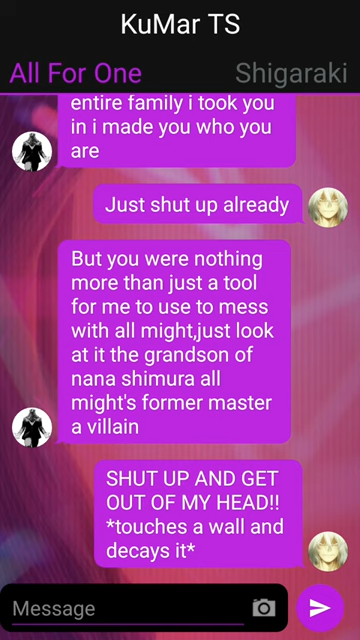 KuMar TS
All For One
Shigaraki
entire family i took you
in i made you who you
are
Just shut up already
But you were nothing
more than just a tool
for me to use to mess
with all might,just look
at it the grandson of
nana shimura all
might's former master
a villain
SHUT UP AND GET
OUT OF MY HEAD!!
*touches a wall and
decays it*
Message